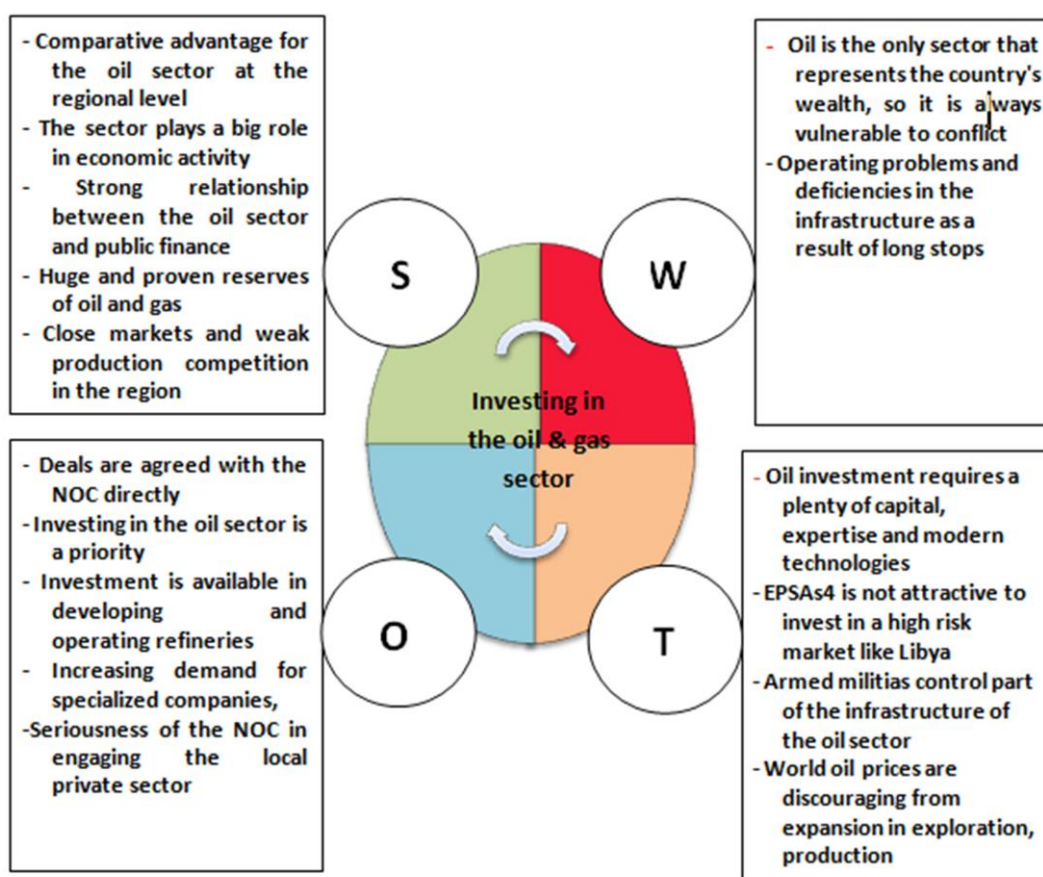 - Comparative advantage for
the oil sector at the
regional level
- The sector plays a big role
in economic activity
- Strong relationship
between the oil sector
and public finance
- Huge and proven reserves
of oil and gas
- Close markets and weak
production competition
in the region
- Oil is the only sector that
represents the country's
wealth, so it is always
vulnerable to conflict
- Operating problems and
deficiencies in the
infrastructure as a
result of long stops
S
W
Investing in
the oil & gas
sector
O
T
- Deals are agreed with the
NOC directly
- Investing in the oil sector is
a priority
- Investment is available in
developing and
operating refineries
- Increasing demand for
specialized companies,
-Seriousness of the NOC in
engaging the local
private sector
- Oil investment requires a
plenty of capital,
expertise and modern
technologies
- EPSAs4 is not attractive to
invest in a high risk
market like Libya
- Armed militias control part
of the infrastructure of
the oil sector
- World oil prices are
discouraging from
expansion in exploration,
production